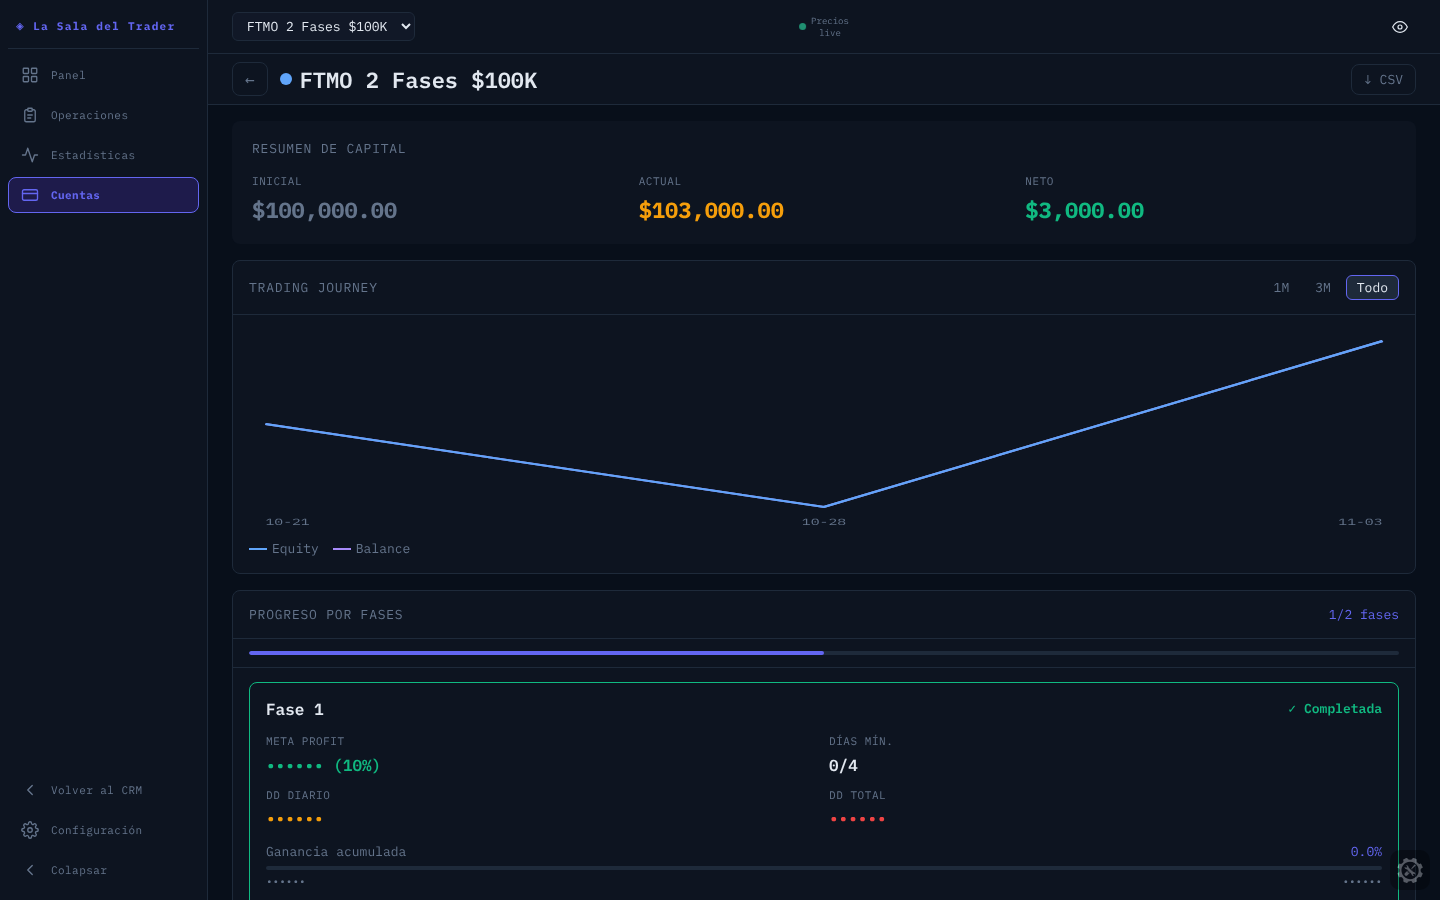 ◈ La Sala del Trader
Panel
Operaciones
Estadísticas
Cuentas
Volver al CRM
Configuración
Colapsar
FTMO 2 Fases $100K
Precios
live
←
FTMO 2 Fases $100K
↓ CSV
RESUMEN DE CAPITAL
INICIAL ACTUAL NETO
$100,000.00 $103,000.00 $3,000.00
TRADING JOURNEY 1M 3M Todo
10-21 10-28 11-03
Equity Balance
PROGRESO POR FASES 1/2 fases
Fase 1 ✓ Completada
META PROFIT DÍAS MÍN.
•••••• (10%) 0/4
DD DIARIO DD TOTAL
•••••• ••••••
Ganancia acumulada 0.0%
•••••• ••••••